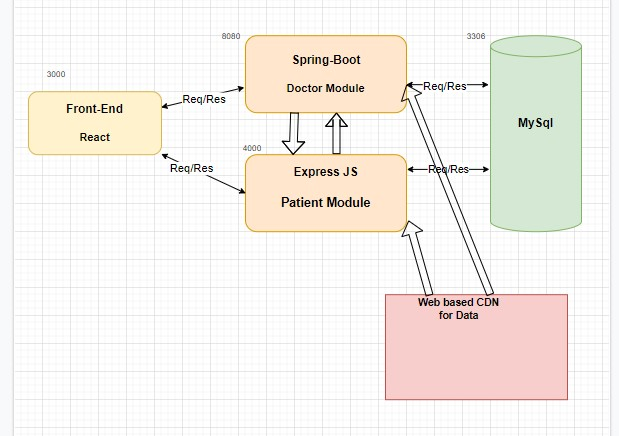 8080
3306
Spring-Boot
Doctor Module
3000
Front-End
React
Req/Res
Req/Res
MySql
4000
Express JS
Patient Module
Req/Res
Req/Res
Web based CDN
for Data